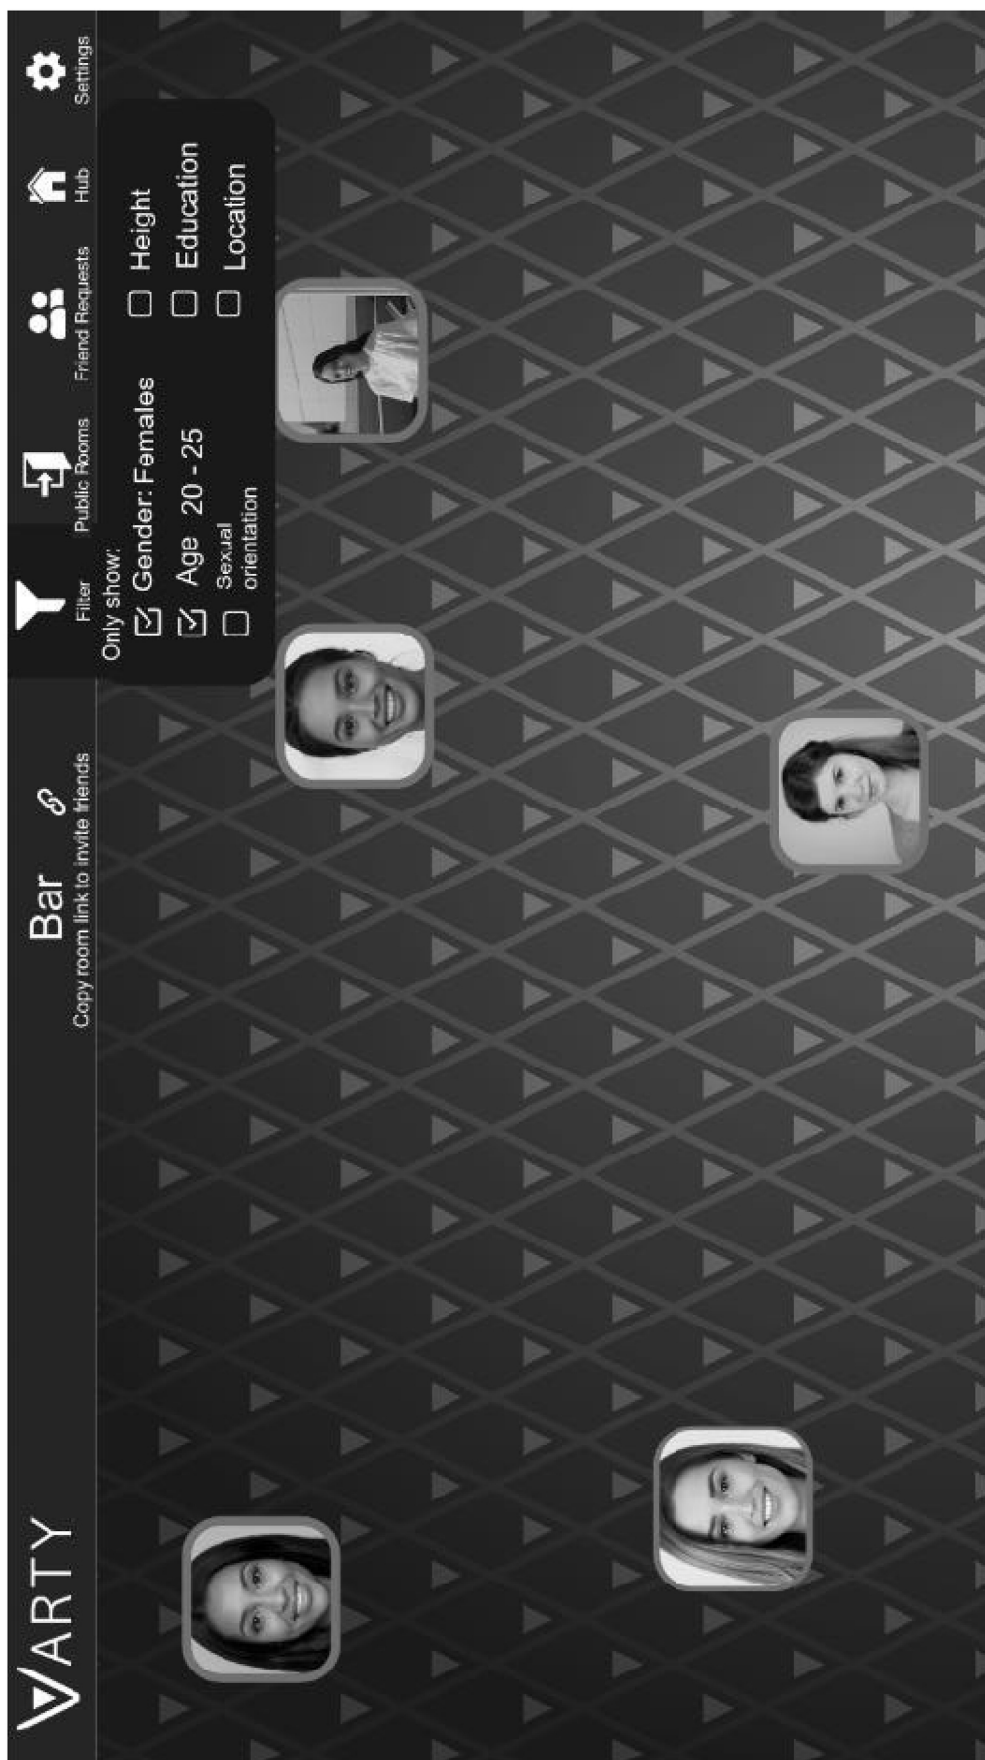 VARTY
Bar
Copy room link to invite friends
Filter
Public Rooms
Friend Requests
Hub
Settings
Only show:
Gender: Females
Height
Age 20 - 25
Education
Sexual
orientation
Location